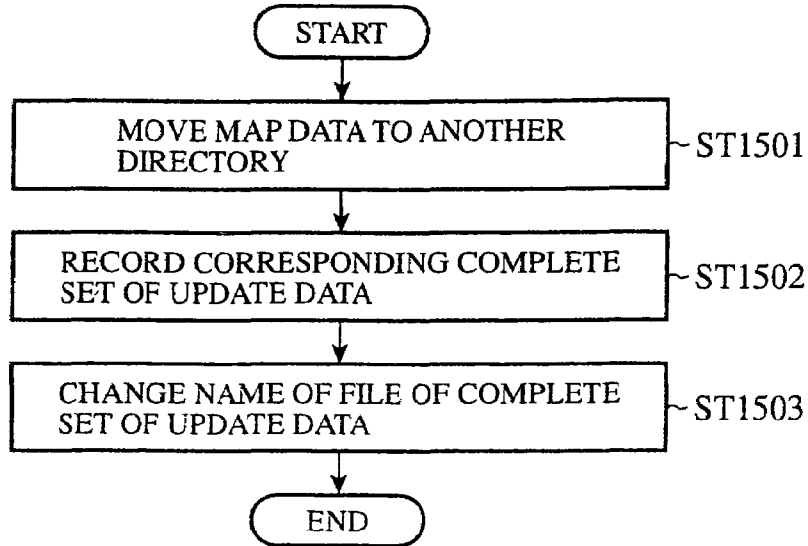 START
MOVE MAP DATA TO ANOTHER
DIRECTORY
ST1501
RECORD CORRESPONDING COMPLETE
SET OF UPDATE DATA
ST1502
CHANGE NAME OF FILE OF COMPLETE
SET OF UPDATE DATA
ST1503
END